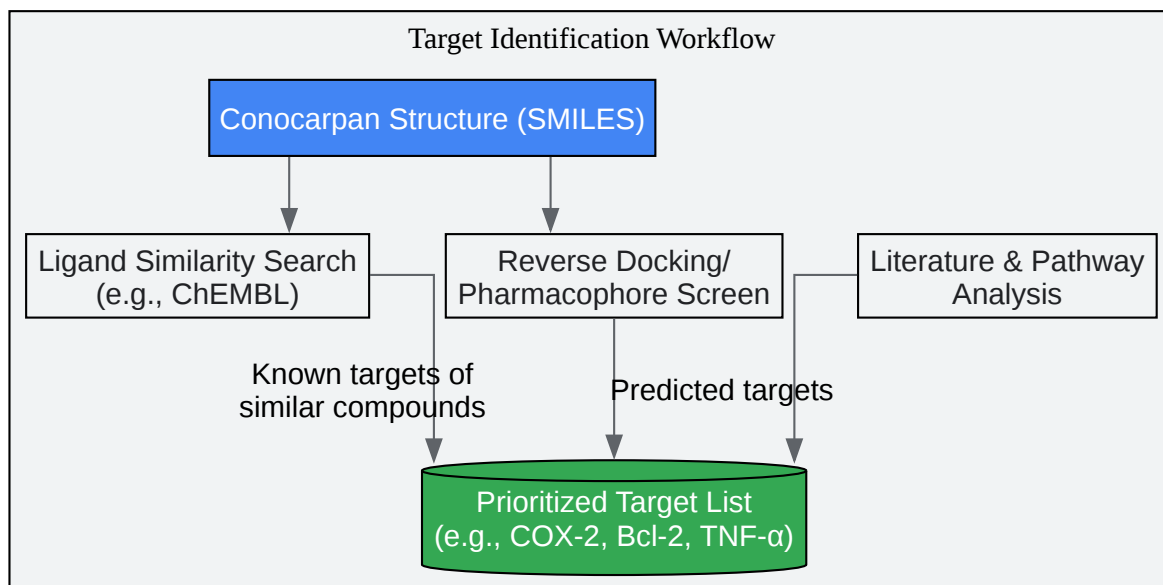 Target Identification Workflow
Conocarpan Structure (SMILES)
Ligand Similarity Search
(e.g., ChEMBL)
Reverse Docking/
Pharmacophore Screen
Literature & Pathway
Analysis
Known targets of
similar compounds
Predicted targets
Prioritized Target List
(e.g., COX-2, Bcl-2, TNF-α)